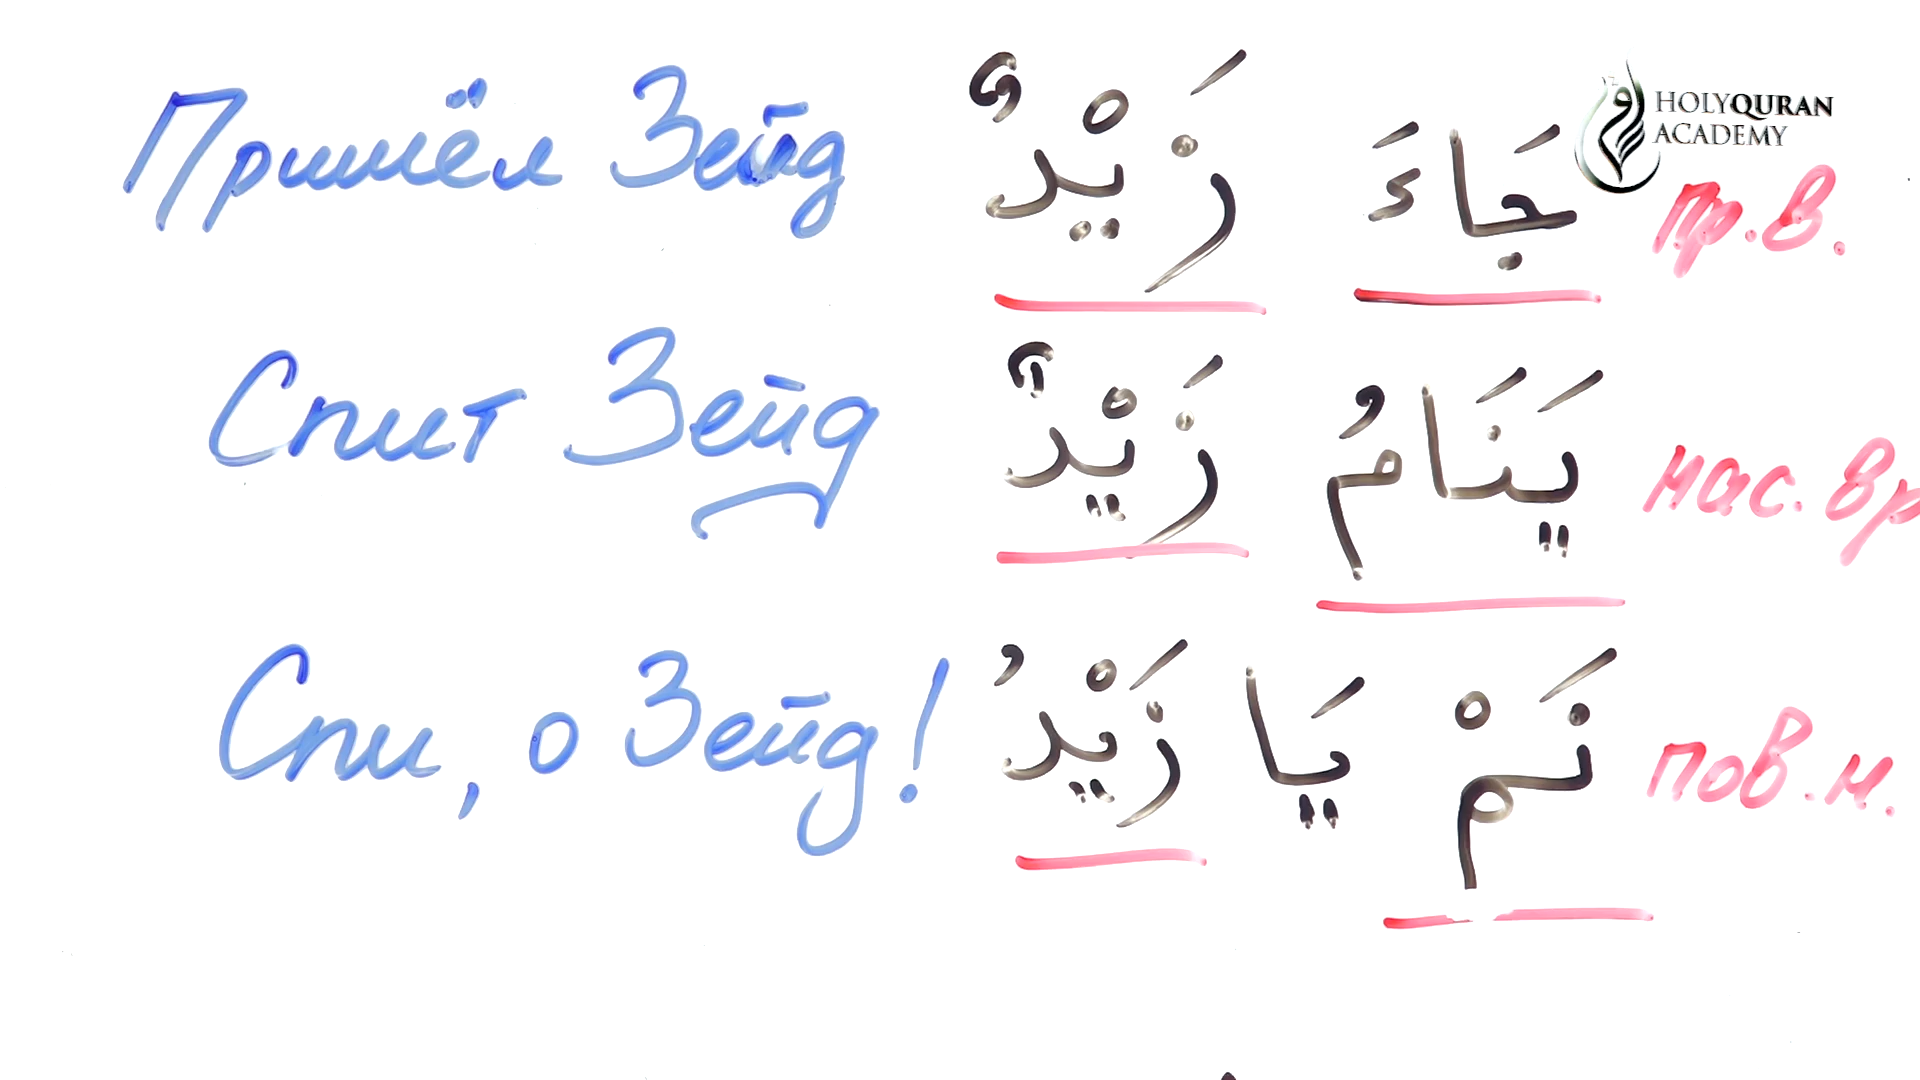 HOLYQURAN
ACADEMY
Пришёл Зейд جَاءَ زَيْدٌ пр.в.
Спит Зейд يَنَامُ زَيْدٌ нас. вр
Спи, о Зейд! نَمْ يَا زَيْدُ пов.н.